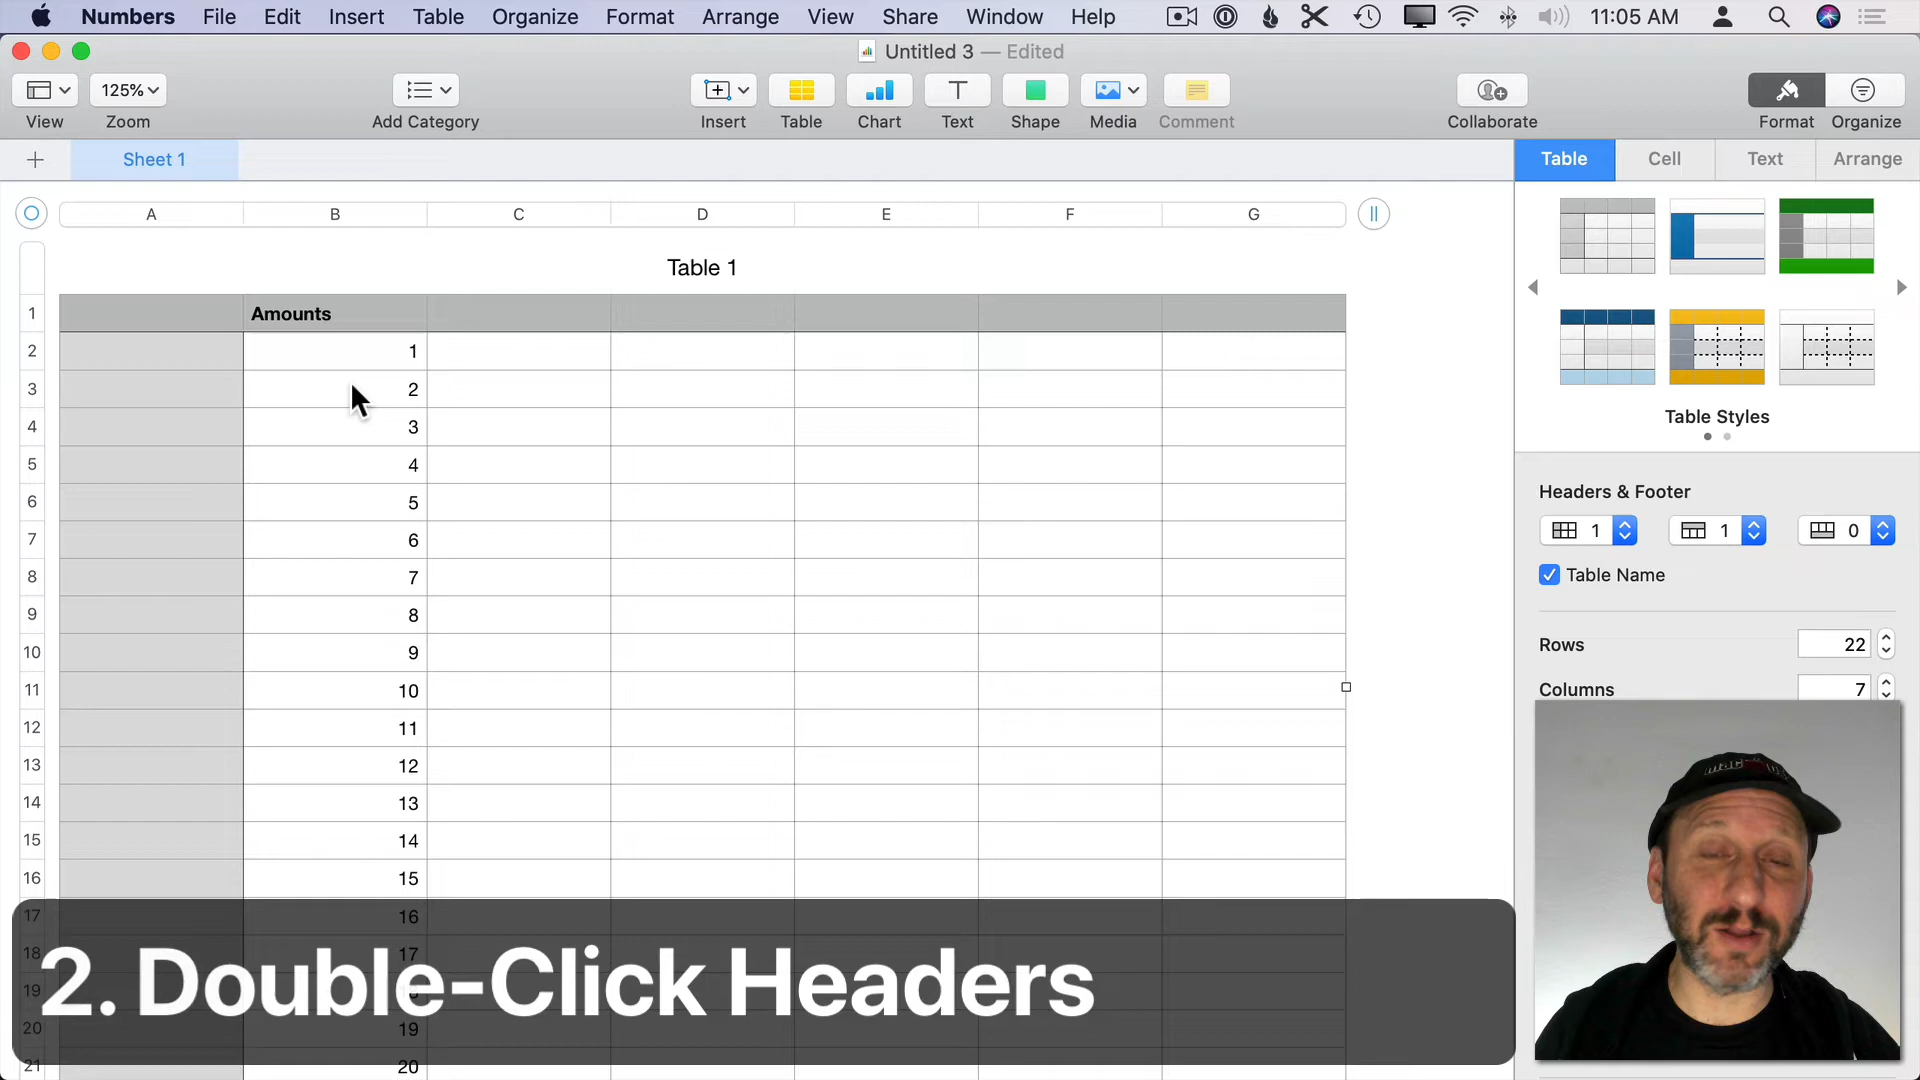 Numbers File Edit Insert Table Organize Format Arrange View Share Window Help 11:05 AM
Untitled 3 — Edited
125%
View Zoom Add Category Insert Table Chart Text Shape Media Comment Collaborate Format Organize
Sheet 1
Table Cell Text Arrange
A B C D E F G
Table 1
1 Amounts
2 1
3 2
4 3
5 4
6 5
7 6
8 7
9 8
10 9
11 10
12 11
13 12
14 13
15 14
16 15
17 16
18 17
19
20 19
21 20
Table Styles
Headers & Footer
1 1 0
Table Name
Rows 22
Columns 7
2. Double-Click Headers